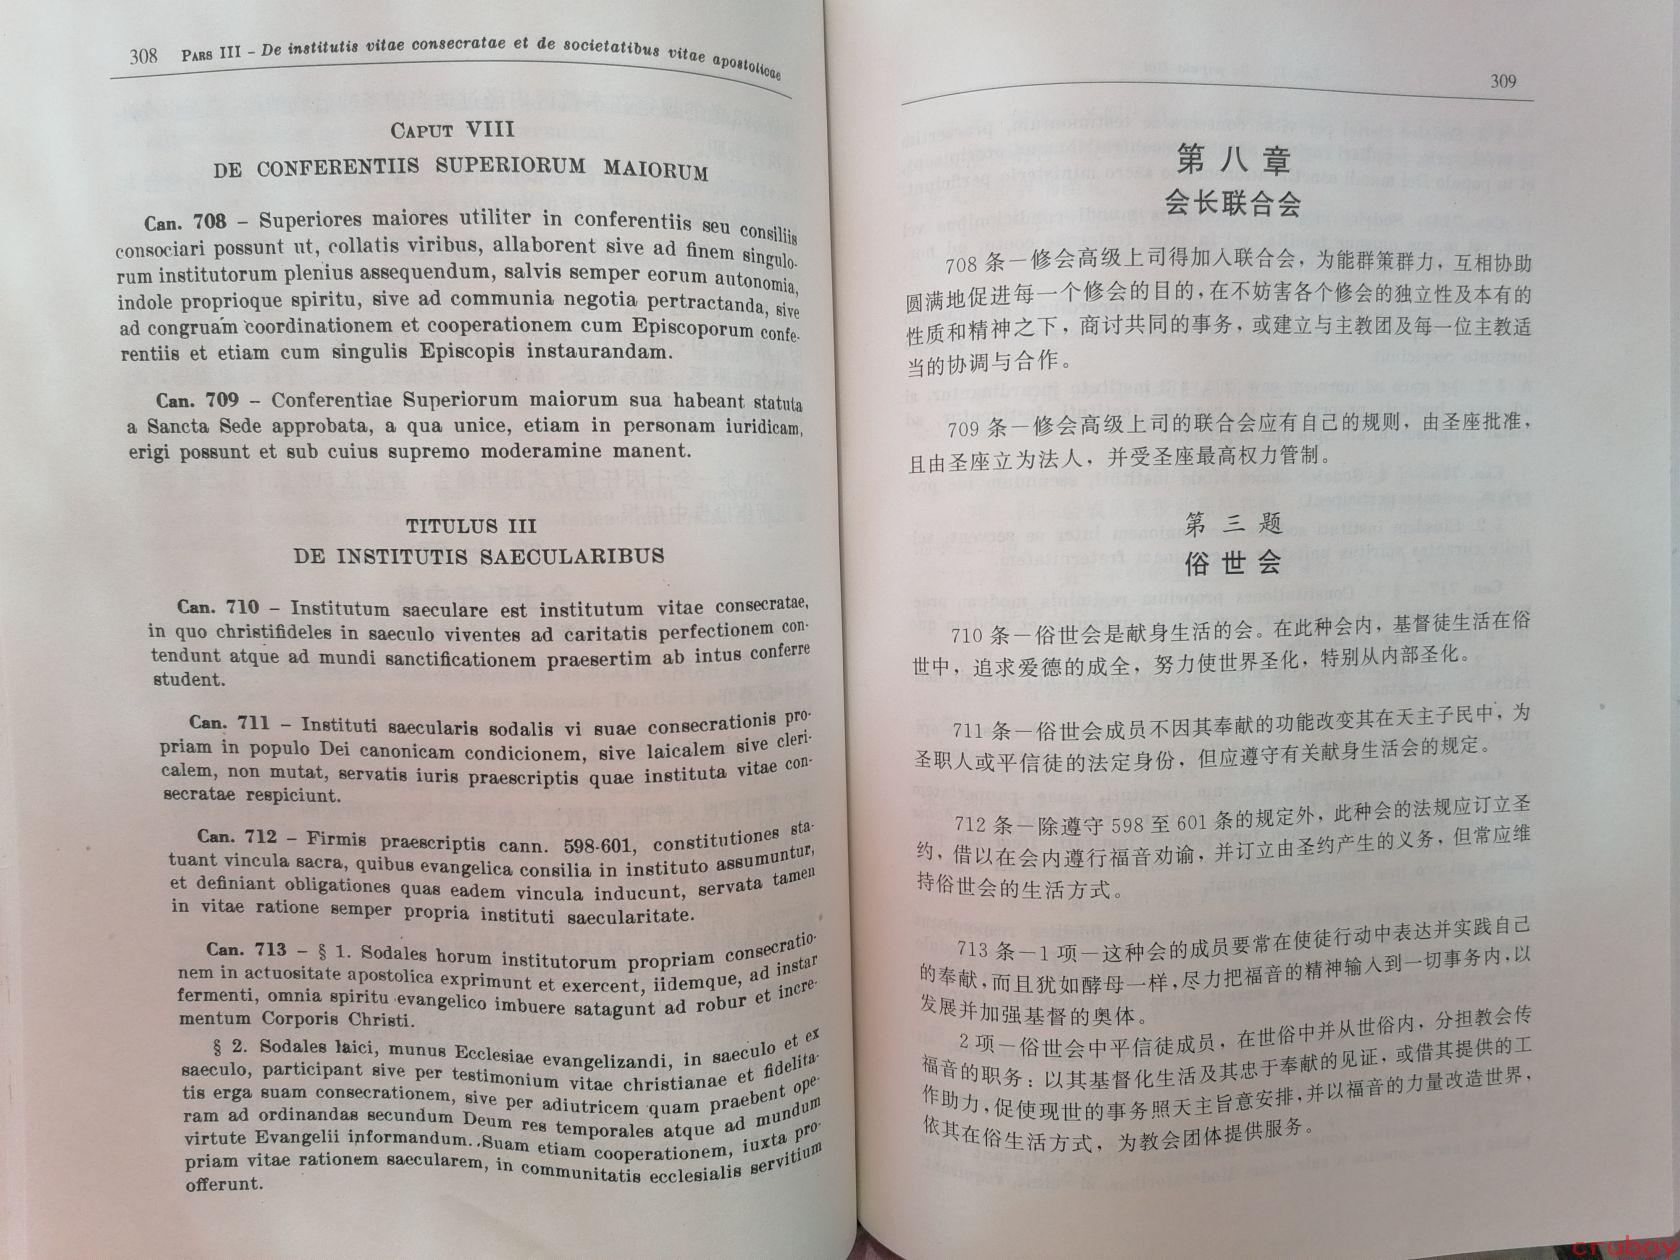 308 PARS III – De institutis vitae consecratae et de societatibus vitae apostolicae
CAPUT VIII
DE CONFERENTIIS SUPERIORUM MAIORUM
Can. 708 – Superiores maiores utiliter in conferentiis seu consiliis
consociari possunt ut, collatis viribus, allaborent sive ad finem singulo-
rum institutorum plenius assequendum, salvis semper eorum autonomia,
indole proprioque spiritu, sive ad communia negotia pertractanda, sive
ad congruam coordinationem et cooperationem cum Episcoporum confe-
rentiis et etiam cum singulis Episcopis instaurandam.
Can. 709 – Conferentiae Superiorum maiorum sua habeant statuta
a Sancta Sede approbata, a qua unice, etiam in personam iuridicam,
erigi possunt et sub cuius supremo moderamine manent.
TITULUS III
DE INSTITUTIS SAECULARIBUS
Can. 710 – Institutum saeculare est institutum vitae consecratae,
in quo christifideles in saeculo viventes ad caritatis perfectionem con-
tendunt atque ad mundi sanctificationem praesertim ab intus conferre
student.
Can. 711 – Instituti saecularis sodalis vi suae consecrationis pro-
priam in populo Dei canonicam condicionem, sive laicalem sive cleri-
calem, non mutat, servatis iuris praescriptis quae instituta vitae con-
secratae respiciunt.
Can. 712 – Firmis praescriptis cann. 598-601, constitutiones sta-
tuant vincula sacra, quibus evangelica consilia in instituto assumuntur,
et definiant obligationes quas eadem vincula inducunt, servata tamen
in vitae ratione semper propria instituti saecularitate.
Can. 713 – § 1. Sodales horum institutorum propriam consecratio-
nem in actuositate apostolica exprimunt et exercent, iidemque, ad instar
fermenti, omnia spiritu evangelico imbuere satagunt ad robur et incre-
mentum Corporis Christi.
§ 2. Sodales laici, munus Ecclesiae evangelizandi, in saeculo et ex
saeculo, participant sive per testimonium vitae christianae et fidelita-
tis erga suam consecrationem, sive per adiutricem quam praebent ope-
ram ad ordinandas secundum Deum res temporales atque ad mundum
virtute Evangelii informandum. Suam etiam cooperationem, iuxta pro-
priam vitae rationem saecularem, in communitatis ecclesialis servitium
offerunt.
309
第八章
会长联合会
708 条－修会高级上司得加入联合会，为能群策群力，互相协助
圆满地促进每一个修会的目的，在不妨害各个修会的独立性及本有的
性质和精神之下，商讨共同的事务，或建立与主教团及每一位主教适
当的协调与合作。
709 条－修会高级上司的联合会应有自己的规则，由圣座批准，
且由圣座立为法人，并受圣座最高权力管制。
第三题
俗世会
710 条－俗世会是献身生活的会。在此种会内，基督徒生活在俗
世中，追求爱德的成全，努力使世界圣化，特别从内部圣化。
711 条－俗世会成员不因其奉献的功能改变其在天主子民中，为
圣职人或平信徒的法定身份，但应遵守有关献身生活会的规定。
712 条－除遵守 598 至 601 条的规定外，此种会的法规应订立圣
约，借以在会内遵行福音劝谕，并订立由圣约产生的义务，但常应维
持俗世会的生活方式。
713 条－1 项－这种会的成员要常在使徒行动中表达并实践自己
的奉献，而且犹如酵母一样，尽力把福音的精神输入到一切事务内，以
发展并加强基督的奥体。
2 项－俗世会中平信徒成员，在世俗中并从世俗内，分担教会传
福音的职务：以其基督化生活及其忠于奉献的见证，或借其提供的工
作助力，促使现世的事务照天主旨意安排，并以福音的力量改造世界，
依其在俗生活方式，为教会团体提供服务。